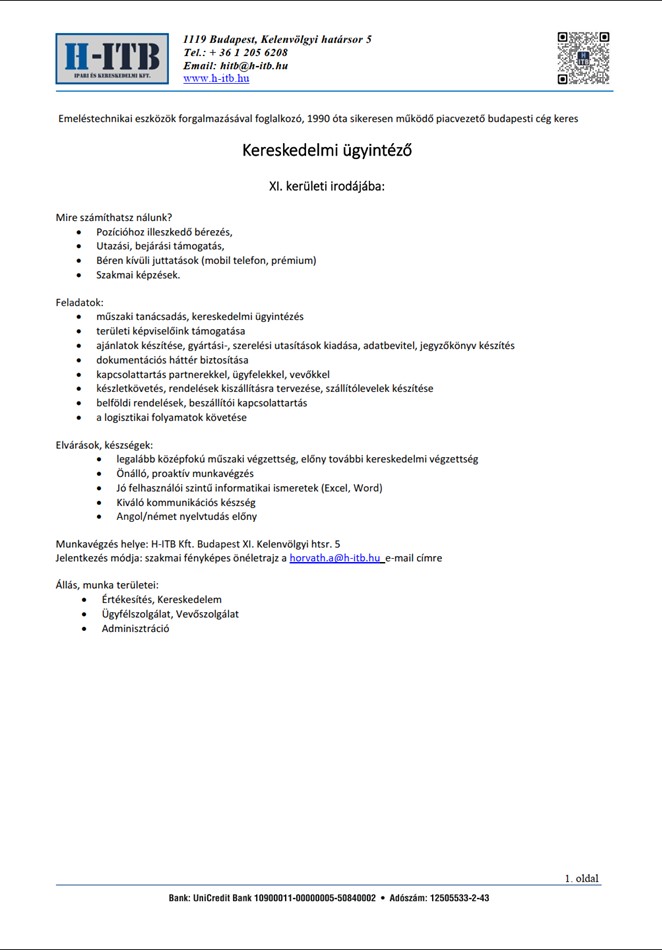 H-ITB
IPARI ÉS KERESKEDELMI KFT.
1119 Budapest, Kelenvölgyi határsor 5
Tel.: + 36 1 205 6208
Email: hitb@h-itb.hu
www.h-itb.hu
H
ITB
Emeléstechnikai eszközök forgalmazásával foglalkozó, 1990 óta sikeresen működő piacvezető budapesti cég keres
Kereskedelmi ügyintéző
XI. kerületi irodájába:
Mire számíthatsz nálunk?
• Pozícióhoz illeszkedő bérezés,
• Utazási, bejárási támogatás,
• Béren kívüli juttatások (mobil telefon, prémium)
• Szakmai képzések.
Feladatok:
• műszaki tanácsadás, kereskedelmi ügyintézés
• területi képviselőink támogatása
• ajánlatok készítése, gyártási-, szerelési utasítások kiadása, adatbevitel, jegyzőkönyv készítés
• dokumentációs háttér biztosítása
• kapcsolattartás partnerekkel, ügyfelekkel, vevőkkel
• készletkövetés, rendelések kiszállításra tervezése, szállítólevelek készítése
• belföldi rendelések, beszállítói kapcsolattartás
• a logisztikai folyamatok követése
Elvárások, készségek:
• legalább középfokú műszaki végzettség, előny további kereskedelmi végzettség
• Önálló, proaktív munkavégzés
• Jó felhasználói szintű informatikai ismeretek (Excel, Word)
• Kiváló kommunikációs készség
• Angol/német nyelvtudás előny
Munkavégzés helye: H-ITB Kft. Budapest XI. Kelenvölgyi htsr. 5
Jelentkezés módja: szakmai fényképes önéletrajz a horvath.a@h-itb.hu e-mail címre
Állás, munka területei:
• Értékesítés, Kereskedelem
• Ügyfélszolgálat, Vevőszolgálat
• Adminisztráció
1. oldal
Bank: UniCredit Bank 10900011-00000005-50840002 • Adószám: 12505533-2-43